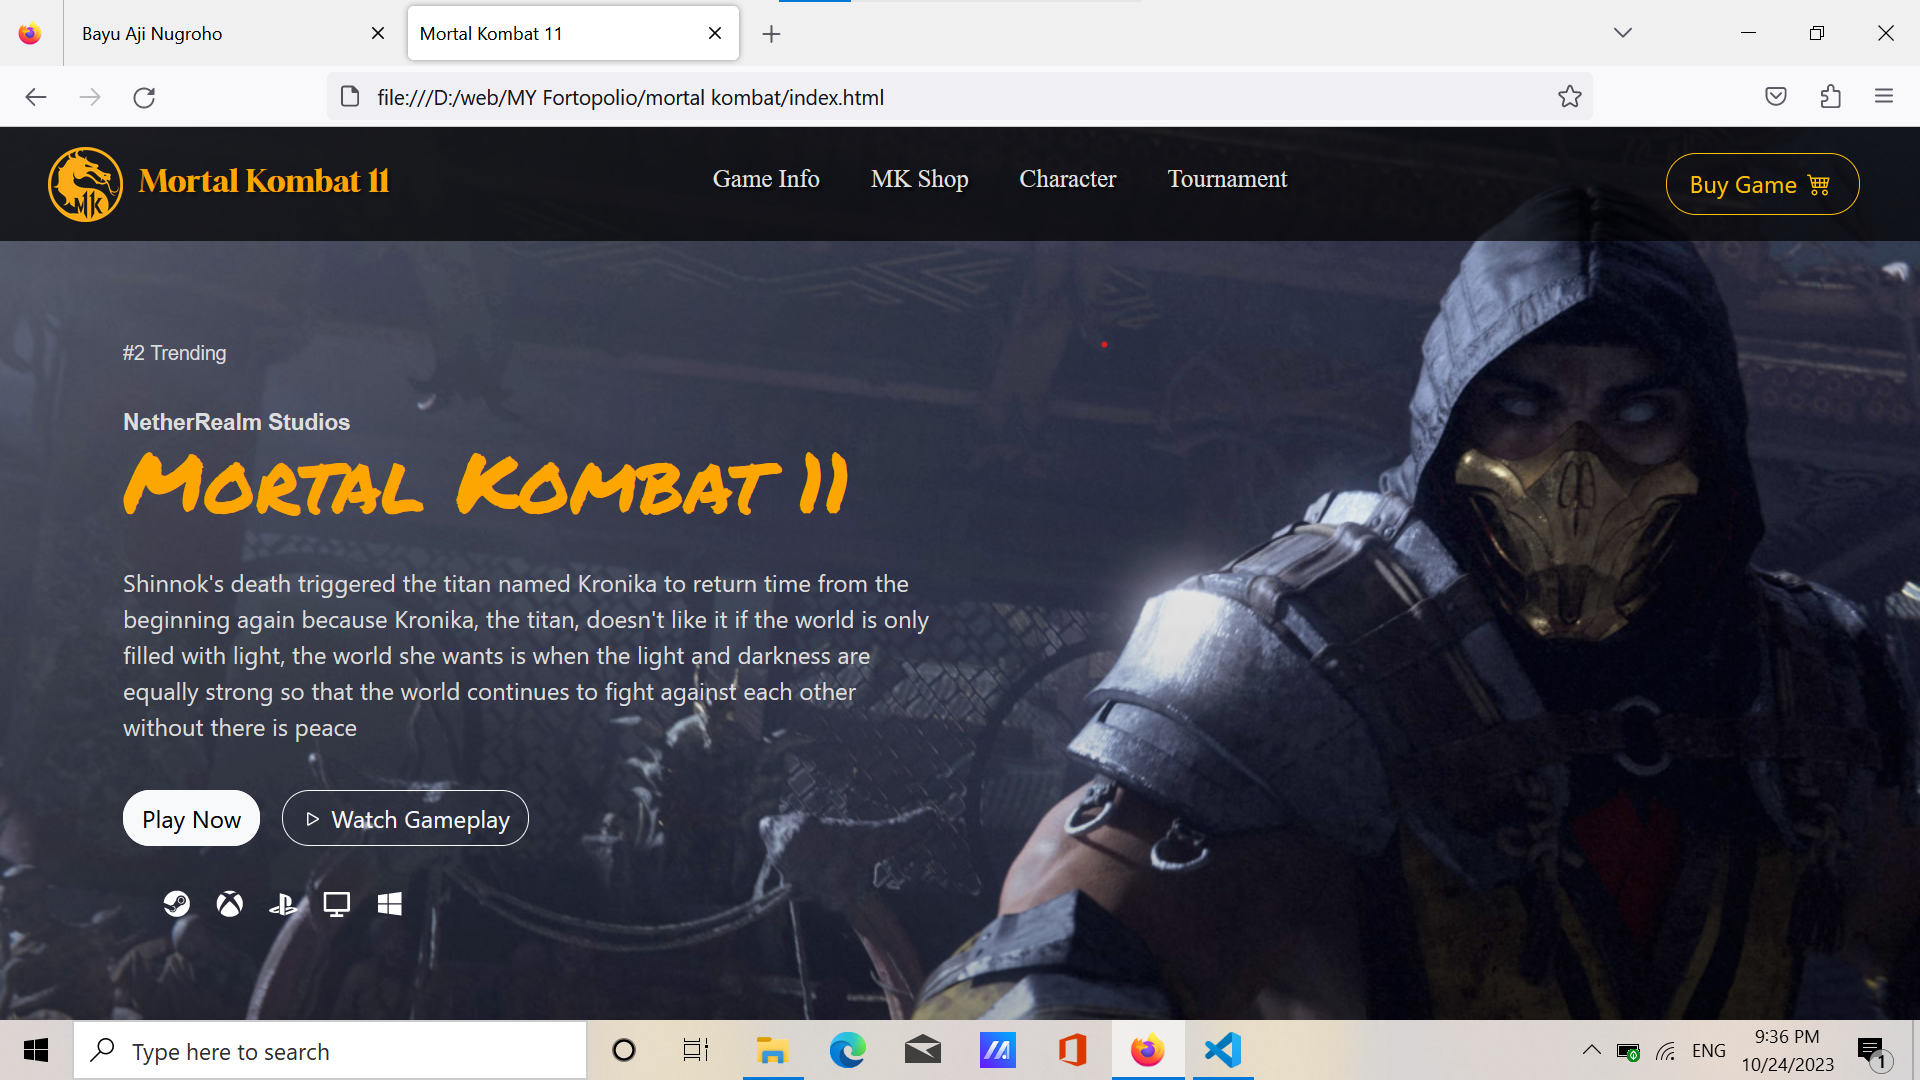 Bayu Aji Nugroho
Mortal Kombat 11
file:///D:/web/MY Fortopolio/mortal kombat/index.html
MK
Mortal Kombat 11
Game Info
MK Shop
Character
Tournament
Buy Game
#2 Trending
NetherRealm Studios
Mortal Kombat 11
Shinnok's death triggered the titan named Kronika to return time from the
beginning again because Kronika, the titan, doesn't like it if the world is only
filled with light, the world she wants is when the light and darkness are
equally strong so that the world continues to fight against each other
without there is peace
Play Now
Watch Gameplay
Type here to search
ENG
9:36 PM
10/24/2023
1